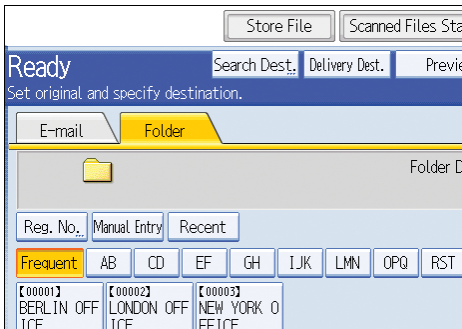 Store File Scanned Files Sta
Ready Search Dest. Delivery Dest. Previe
Set original and specify destination.
E-mail Folder
Folder D
Reg. No. Manual Entry Recent
Frequent AB CD EF GH IJK LMN OPQ RST
【00001】 【00002】 【00003】
BERLIN OFF LONDON OFF NEW YORK O
ICE ICE FFICE